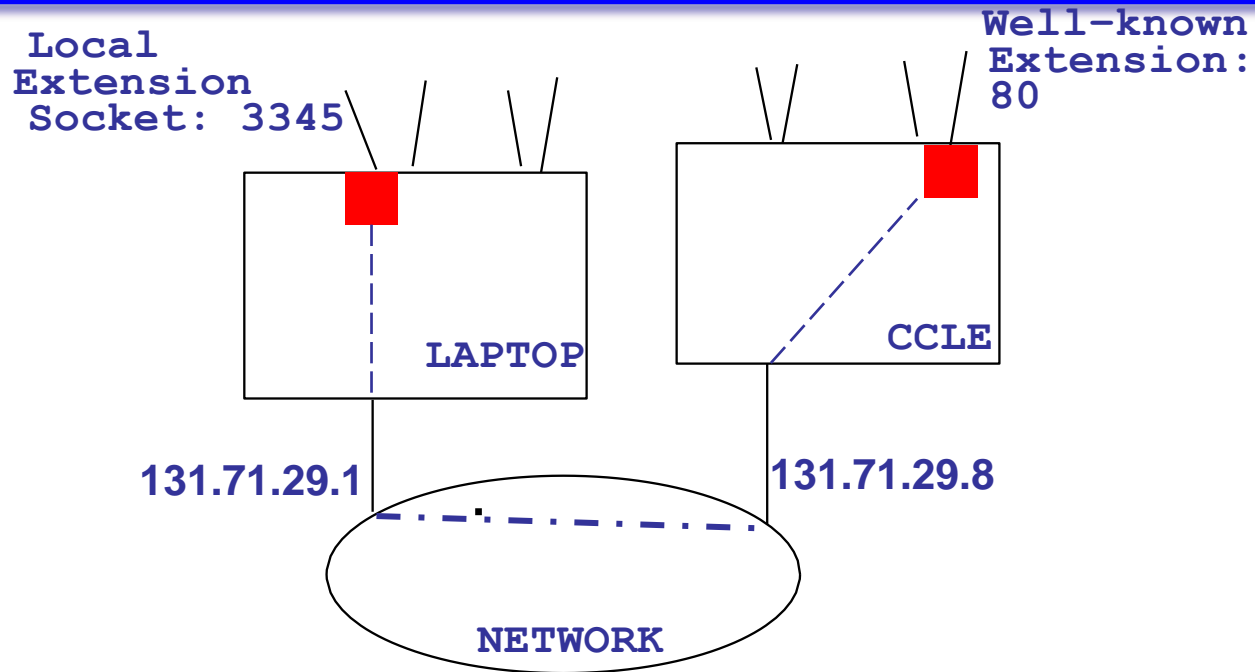 Local
Extension
Socket: 3345
Well-known
Extension:
80
LAPTOP
CCLE
131.71.29.1
131.71.29.8
NETWORK